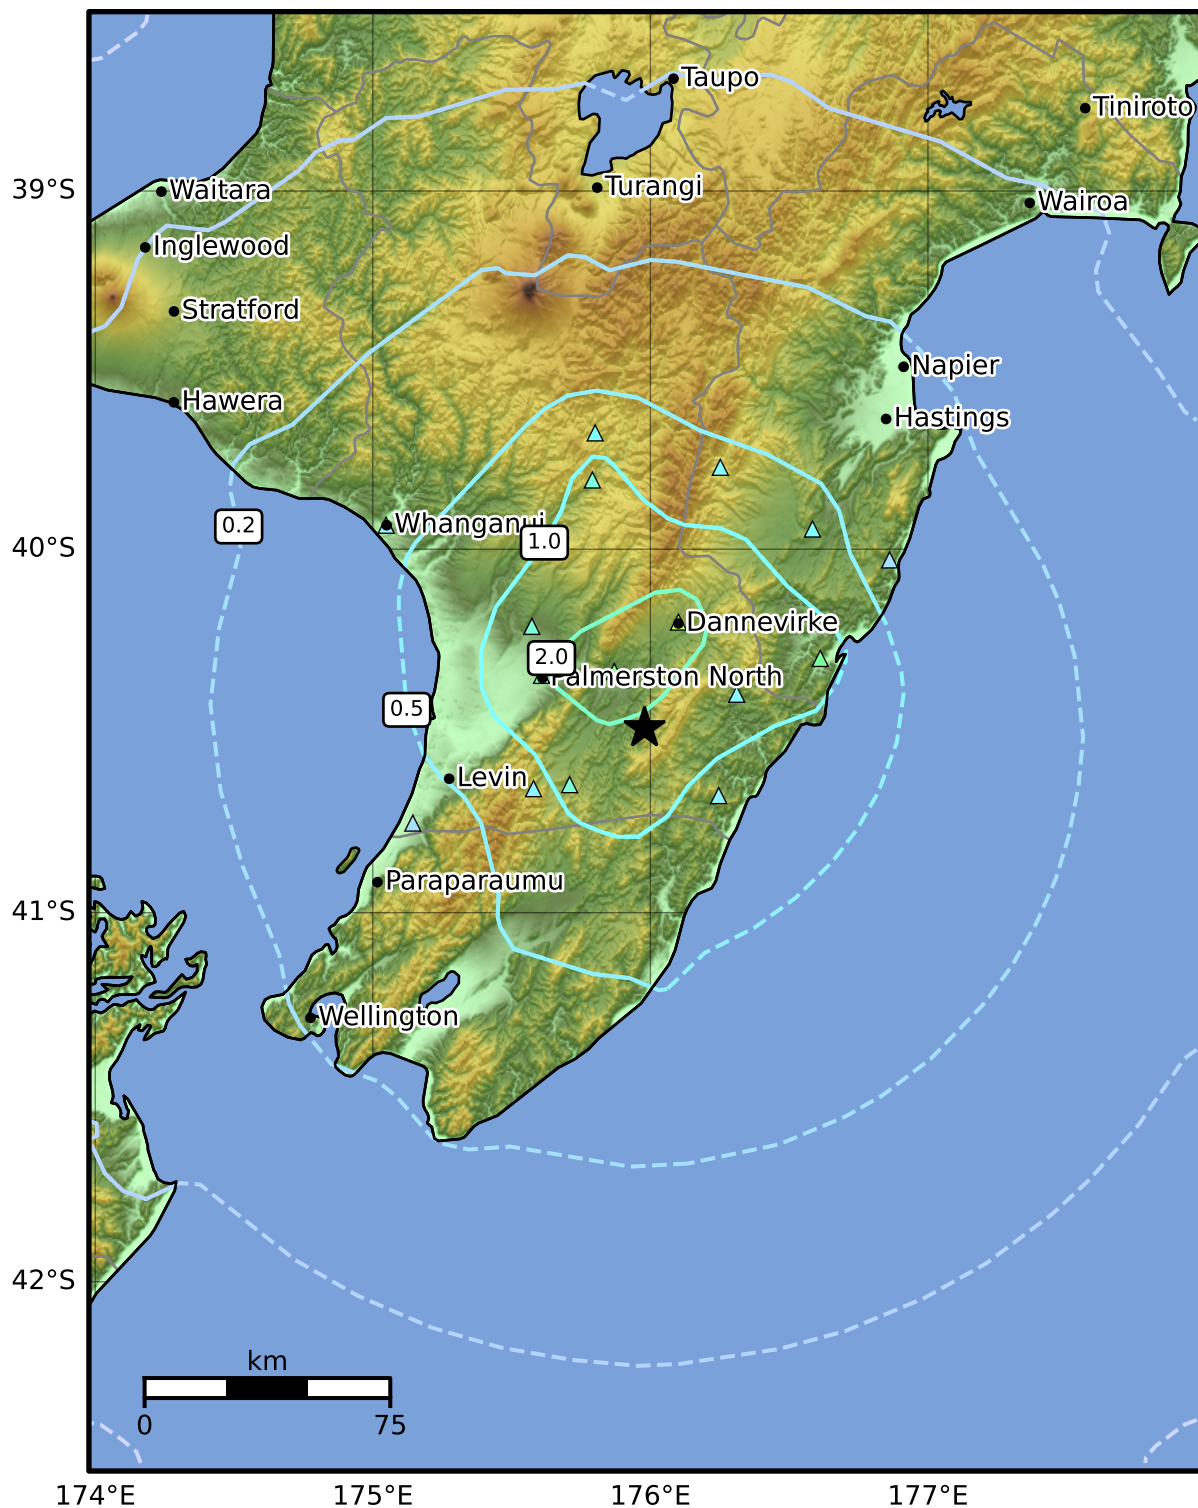 Taupo
Tiniroto
39°S
Waitara
Turangi
Wairoa
Inglewood
Stratford
Napier
Hawera
Hastings
0.2
Whanganui
1.0
40°S
Dannevirke
2.0
Palmerston North
0.5
Levin
Paraparaumu
41°S
Wellington
42°S
km
0 75
174°E 175°E 176°E 177°E